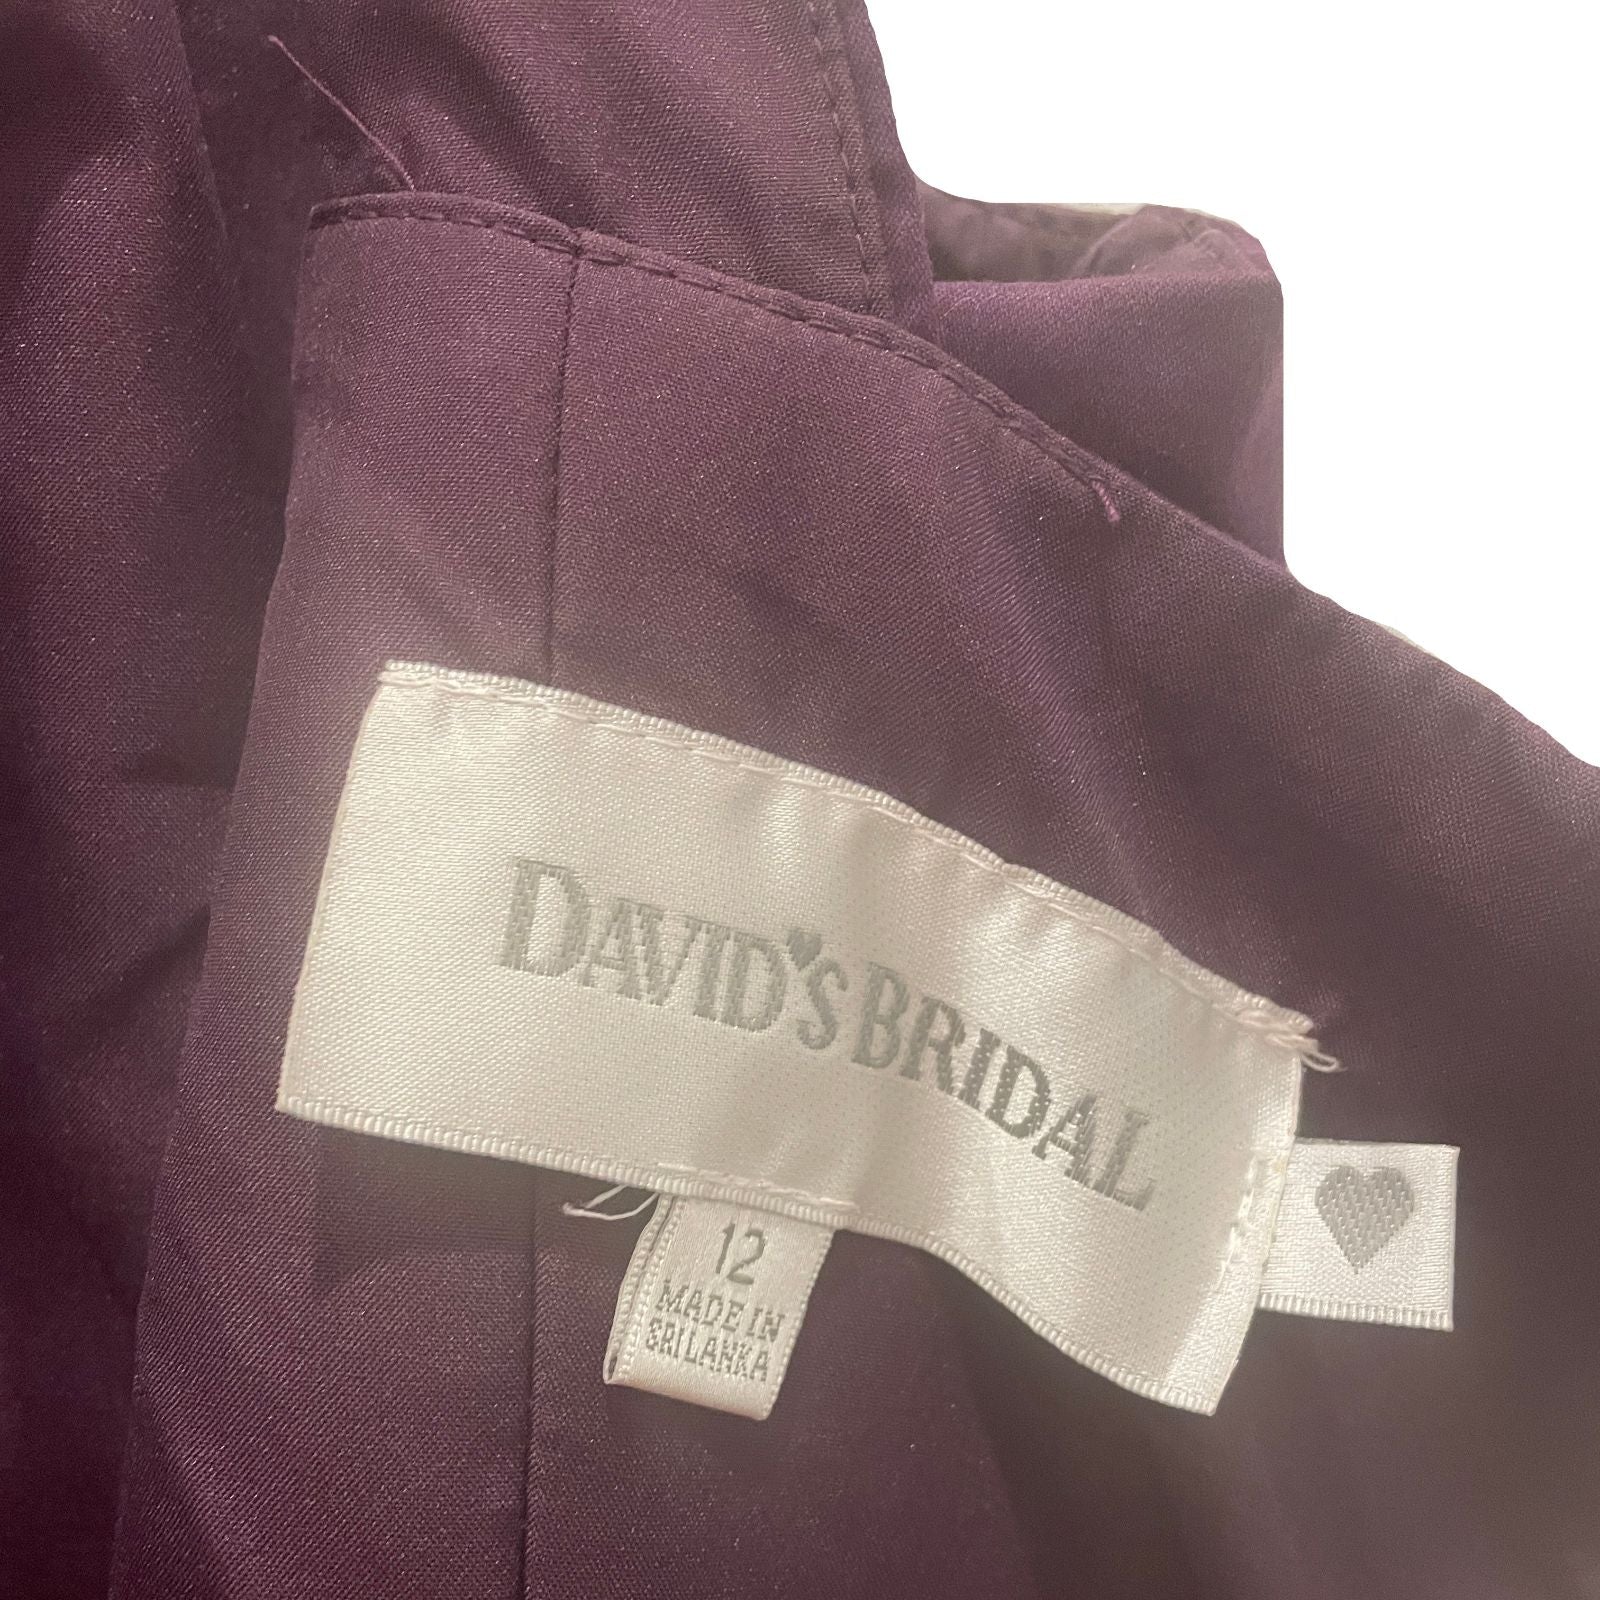 DAVID'S BRIDAL
12
MADE IN
SRI LANKA